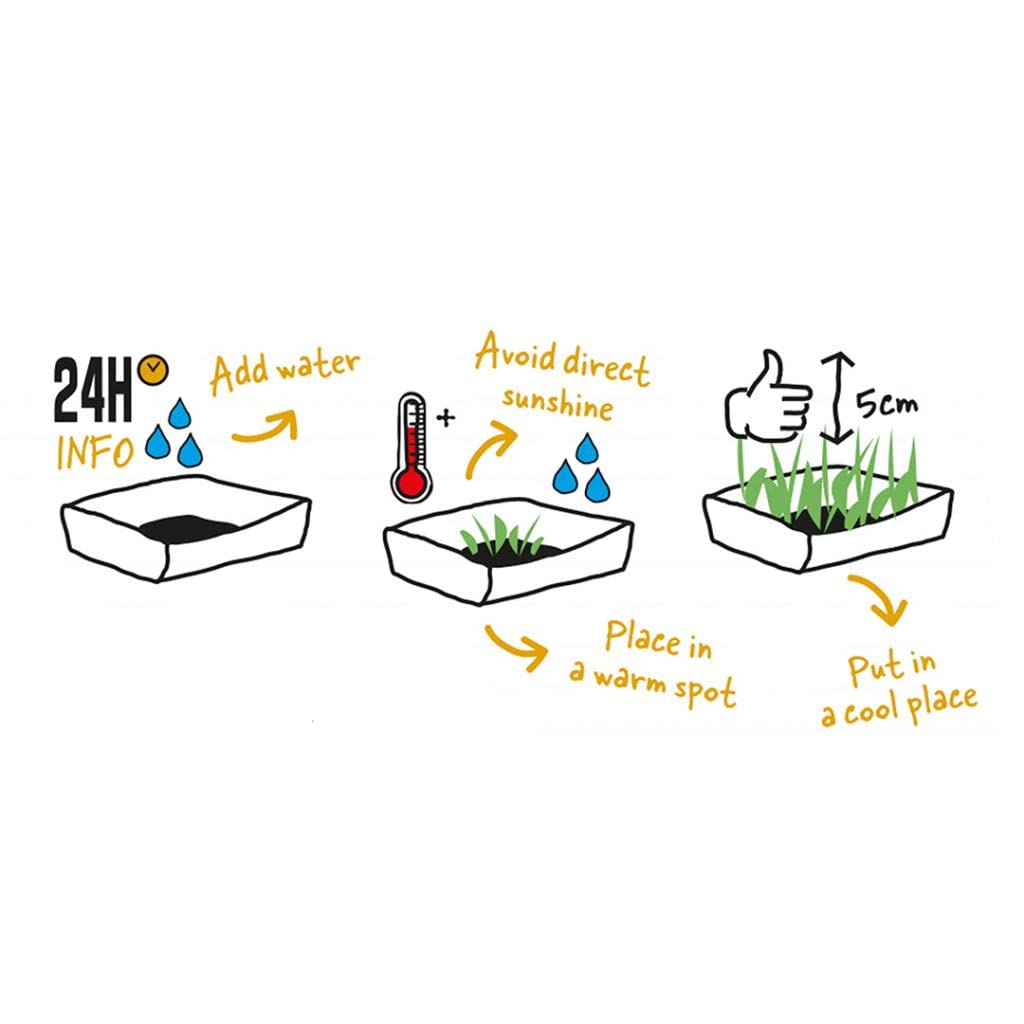 24H
INFO
Add water
+
Avoid direct
sunshine
Place in
a warm spot
5cm
Put in
a cool place